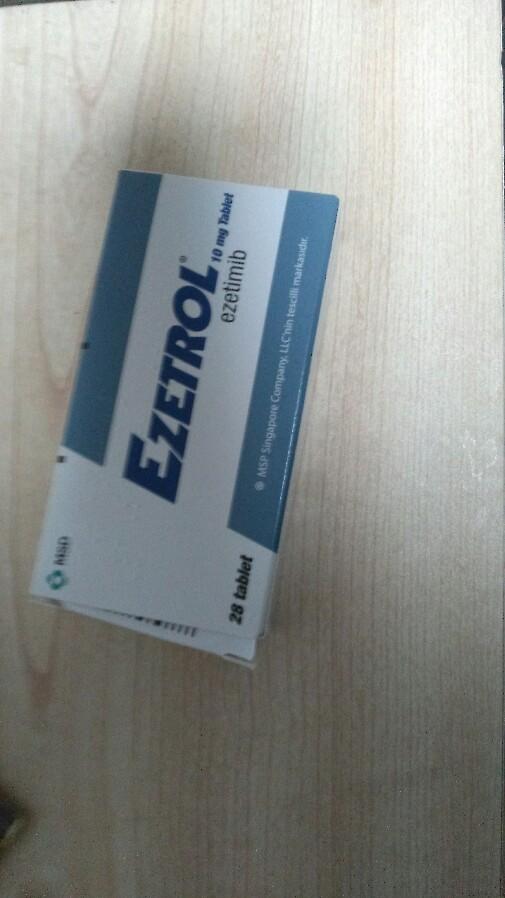 EZETROL® 10 mg Tablet
ezetimib
® MSP Singapore Company, LLC'nin tescilli markasıdır.
MSD
28 tablet